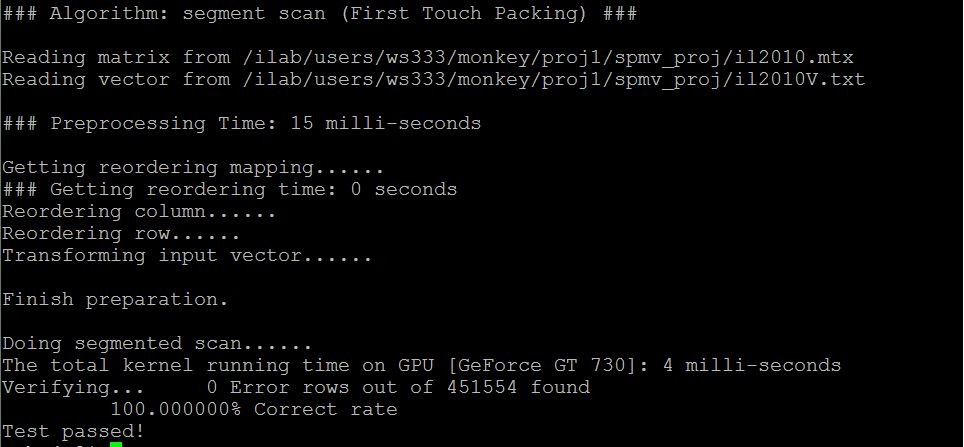 ### Algorithm: segment scan (First Touch Packing) ###
Reading matrix from /ilab/users/ws333/monkey/proj1/spmv_proj/il2010.mtx
Reading vector from /ilab/users/ws333/monkey/proj1/spmv_proj/il2010V.txt
### Preprocessing Time: 15 milli-seconds
Getting reordering mapping......
### Getting reordering time: 0 seconds
Reordering column......
Reordering row......
Transforming input vector......
Finish preparation.
Doing segmented scan......
The total kernel running time on GPU [GeForce GT 730]: 4 milli-seconds
Verifying... 0 Error rows out of 451554 found
100.000000% Correct rate
Test passed!